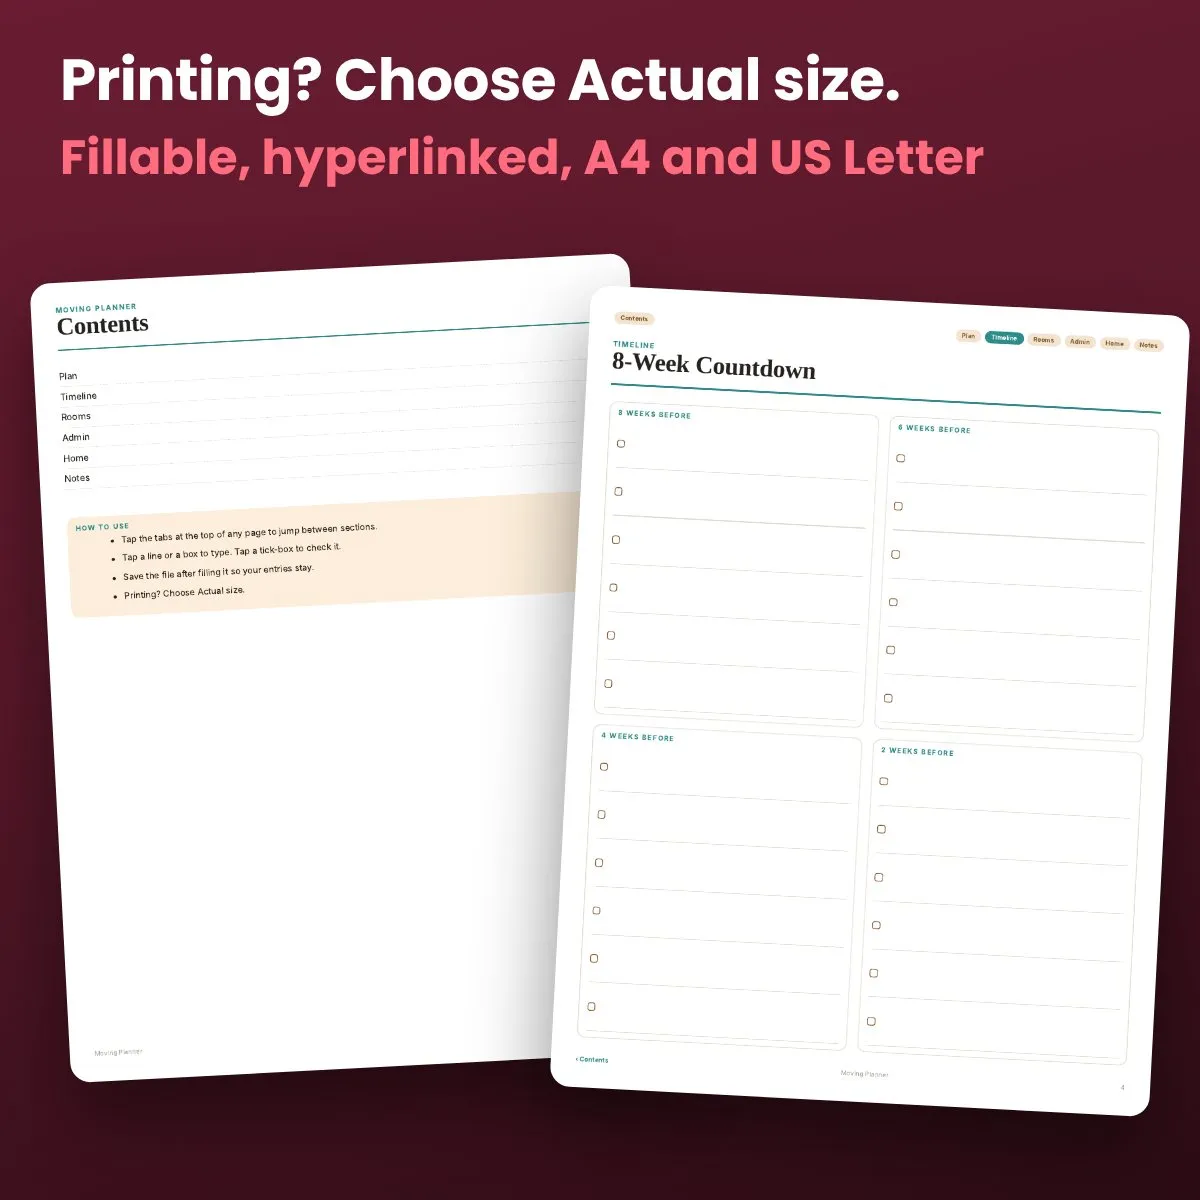 Printing? Choose Actual size.
Fillable, hyperlinked, A4 and US Letter
MOVING PLANNER
Contents
Plan
Timeline
Rooms
Admin
Home
Notes
HOW TO USE
• Tap the tabs at the top of any page to jump between sections.
• Tap a line or a box to type. Tap a tick-box to check it.
• Save the file after filling it so your entries stay.
• Printing? Choose Actual size.
Moving Planner
Contents
Plan Timeline Rooms Admin Home Notes
TIMELINE
8-Week Countdown
8 WEEKS BEFORE
6 WEEKS BEFORE
4 WEEKS BEFORE
2 WEEKS BEFORE
‹ Contents
Moving Planner
4